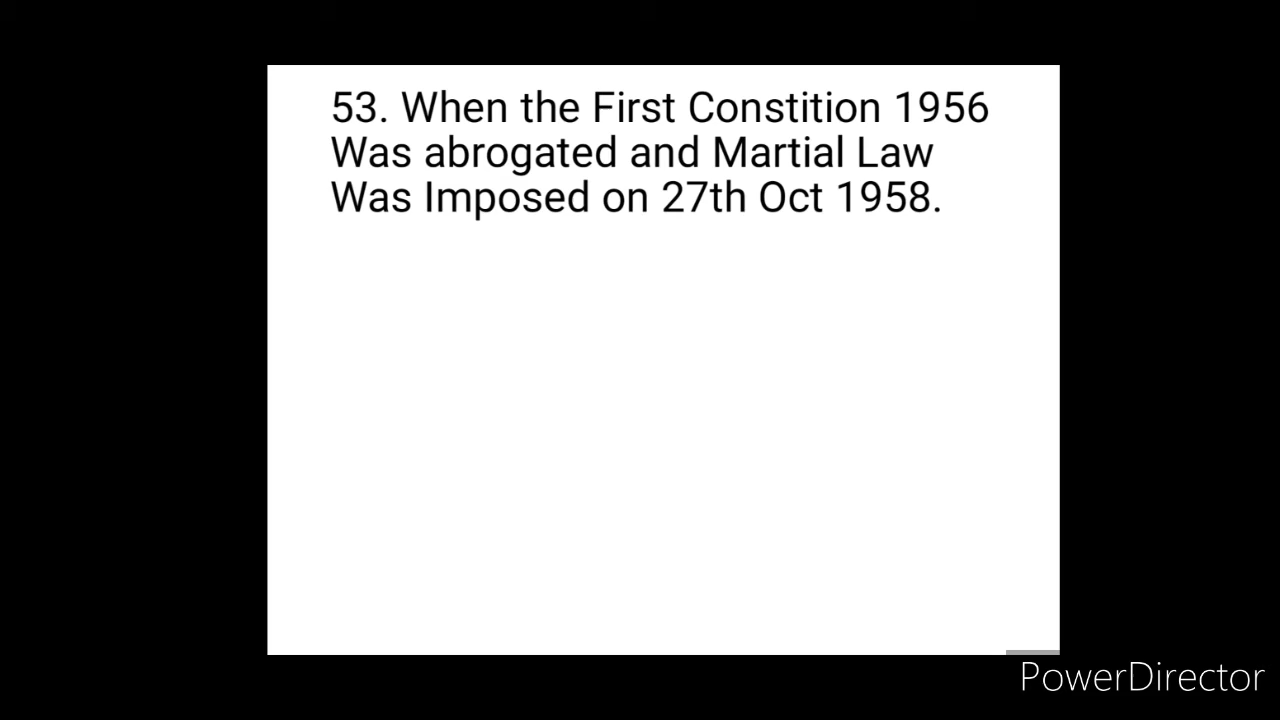 53. When the First Constition 1956
Was abrogated and Martial Law
Was Imposed on 27th Oct 1958.
PowerDirector